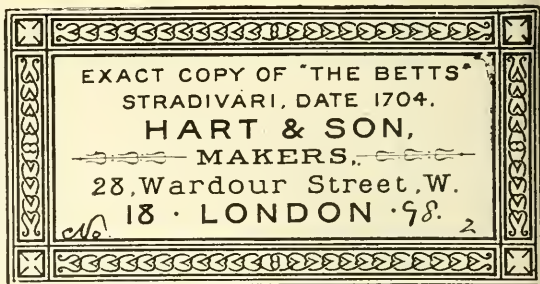 EXACT COPY OF "THE BETTS"
STRADIVARI, DATE 1704.
HART & SON,
MAKERS,
28, Wardour Street, W.
18 · LONDON · 98.
No. 2